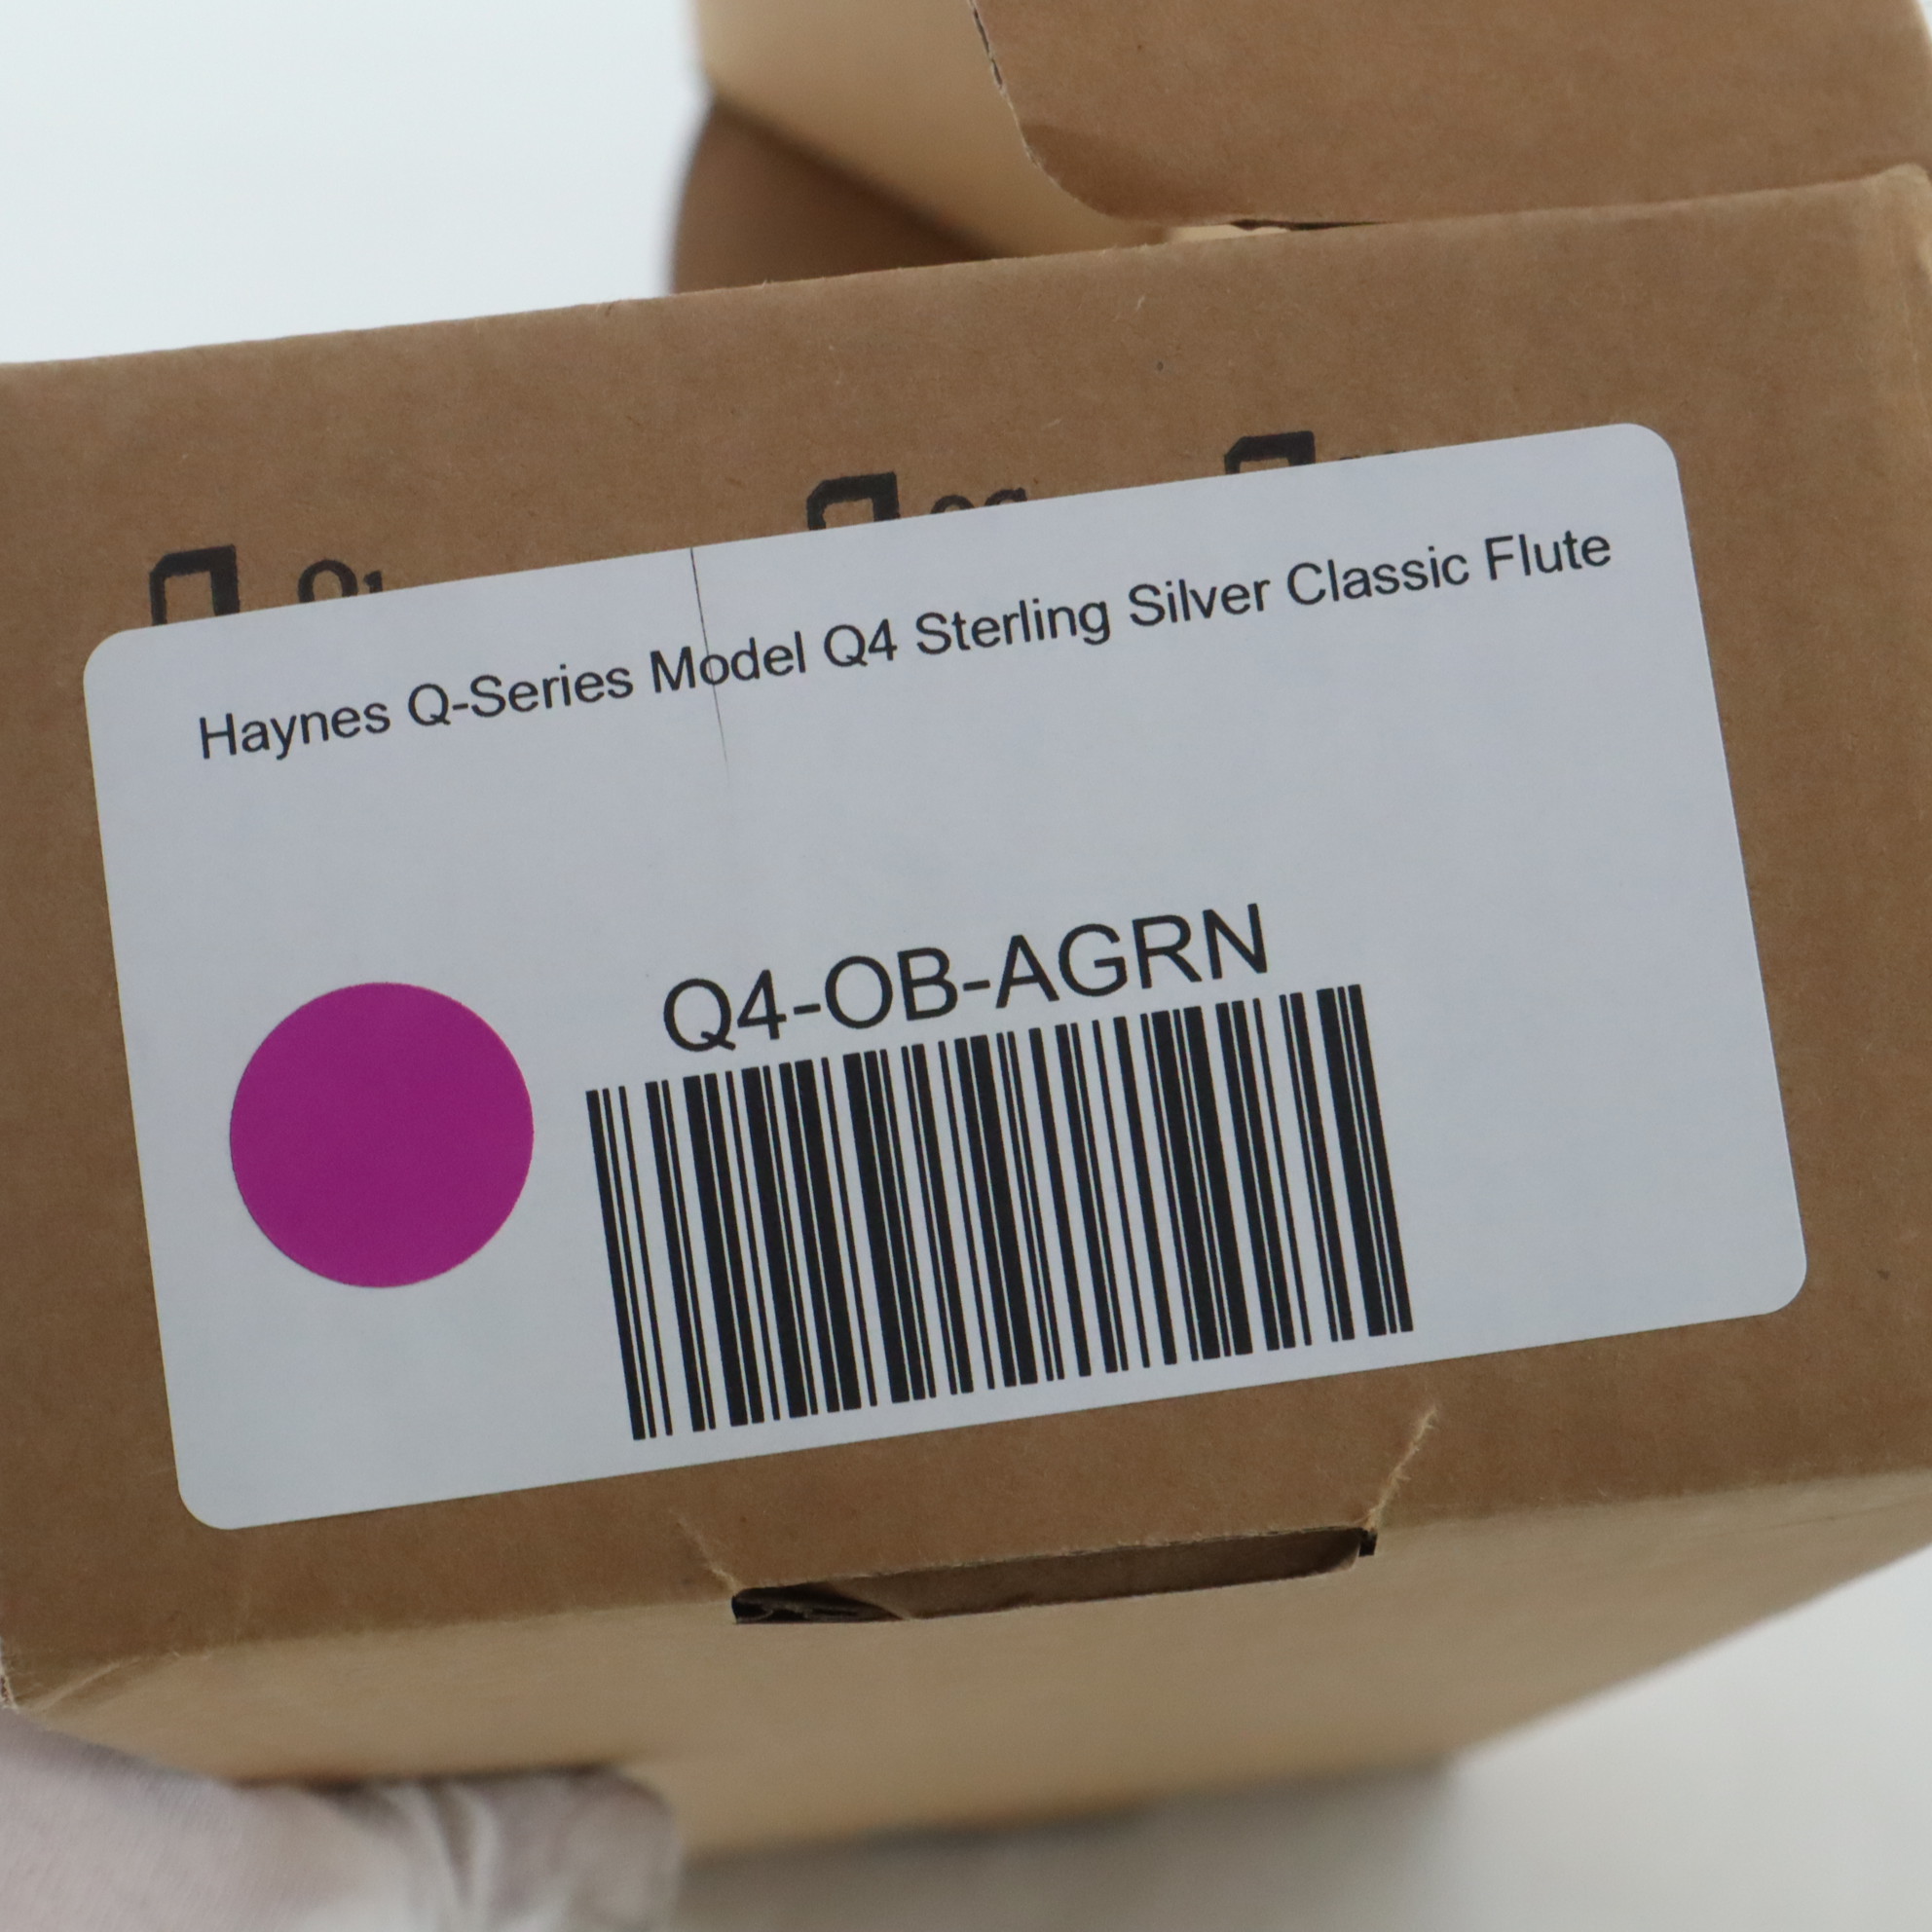 Haynes Q-Series Model Q4 Sterling Silver Classic Flute
Q4-OB-AGRN